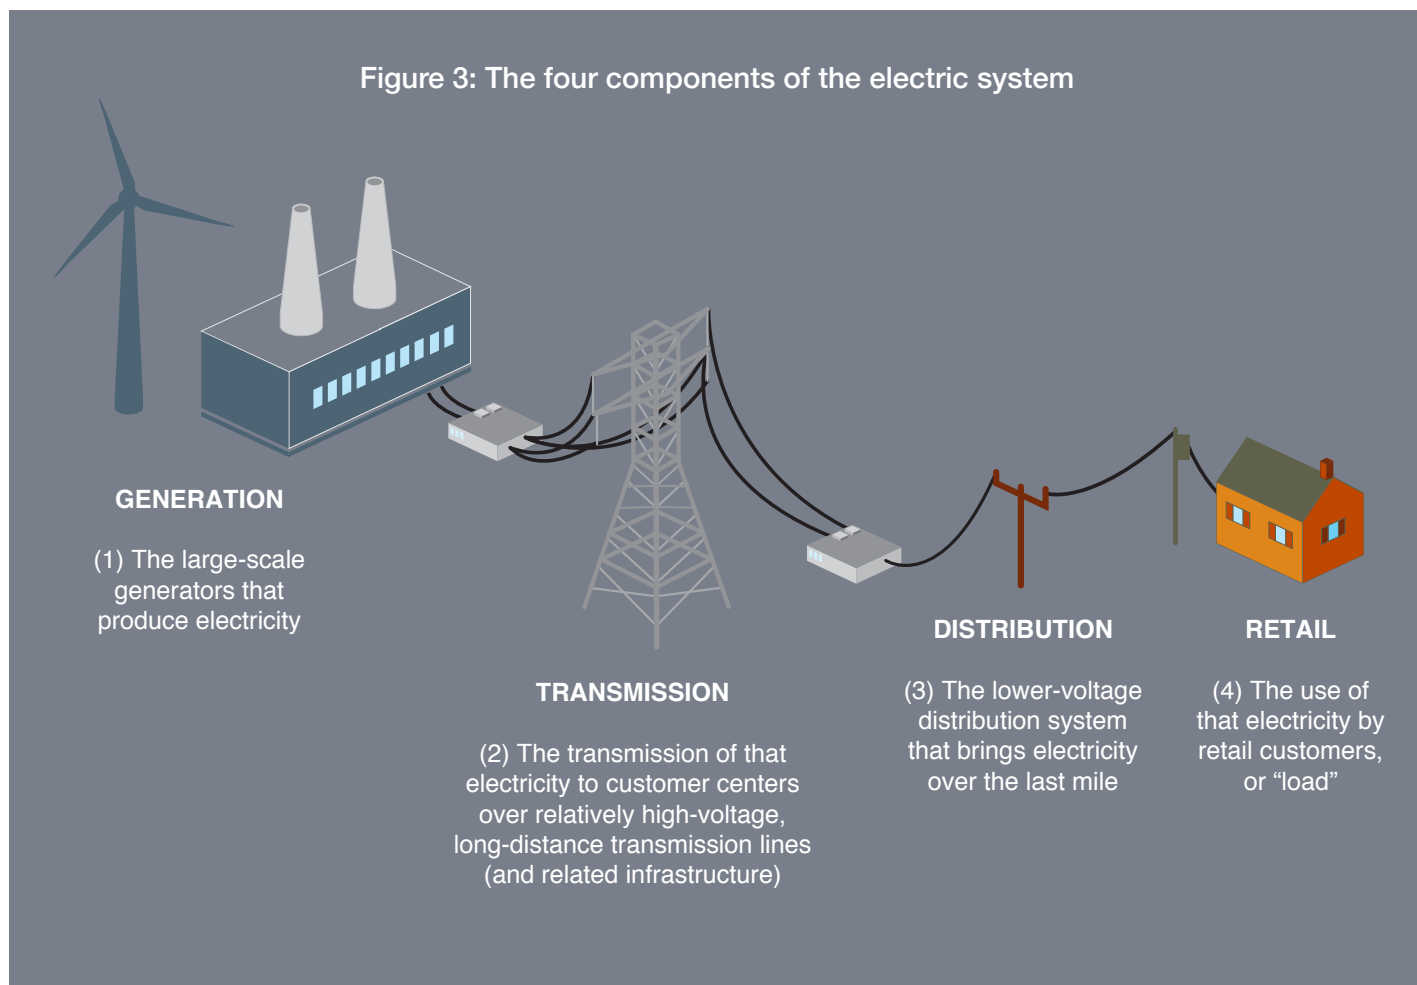 Figure 3: The four components of the electric system
GENERATION
(1) The large-scale
generators that
produce electricity
TRANSMISSION
(2) The transmission of that
electricity to customer centers
over relatively high-voltage,
long-distance transmission lines
(and related infrastructure)
DISTRIBUTION
(3) The lower-voltage
distribution system
that brings electricity
over the last mile
RETAIL
(4) The use of
that electricity by
retail customers,
or “load”